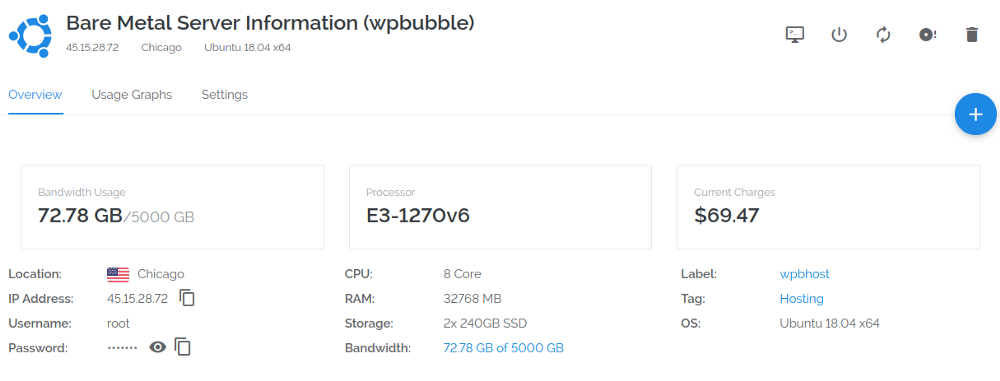 Bare Metal Server Information (wpbubble)
45.15.28.72 Chicago Ubuntu 18.04 x64
Overview Usage Graphs Settings
Bandwidth Usage
72.78 GB/5000 GB
Processor
E3-1270v6
Current Charges
$69.47
Location: Chicago
IP Address: 45.15.28.72
Username: root
Password: ·······
CPU: 8 Core
RAM: 32768 MB
Storage: 2x 240GB SSD
Bandwidth: 72.78 GB of 5000 GB
Label: wpbhost
Tag: Hosting
OS: Ubuntu 18.04 x64